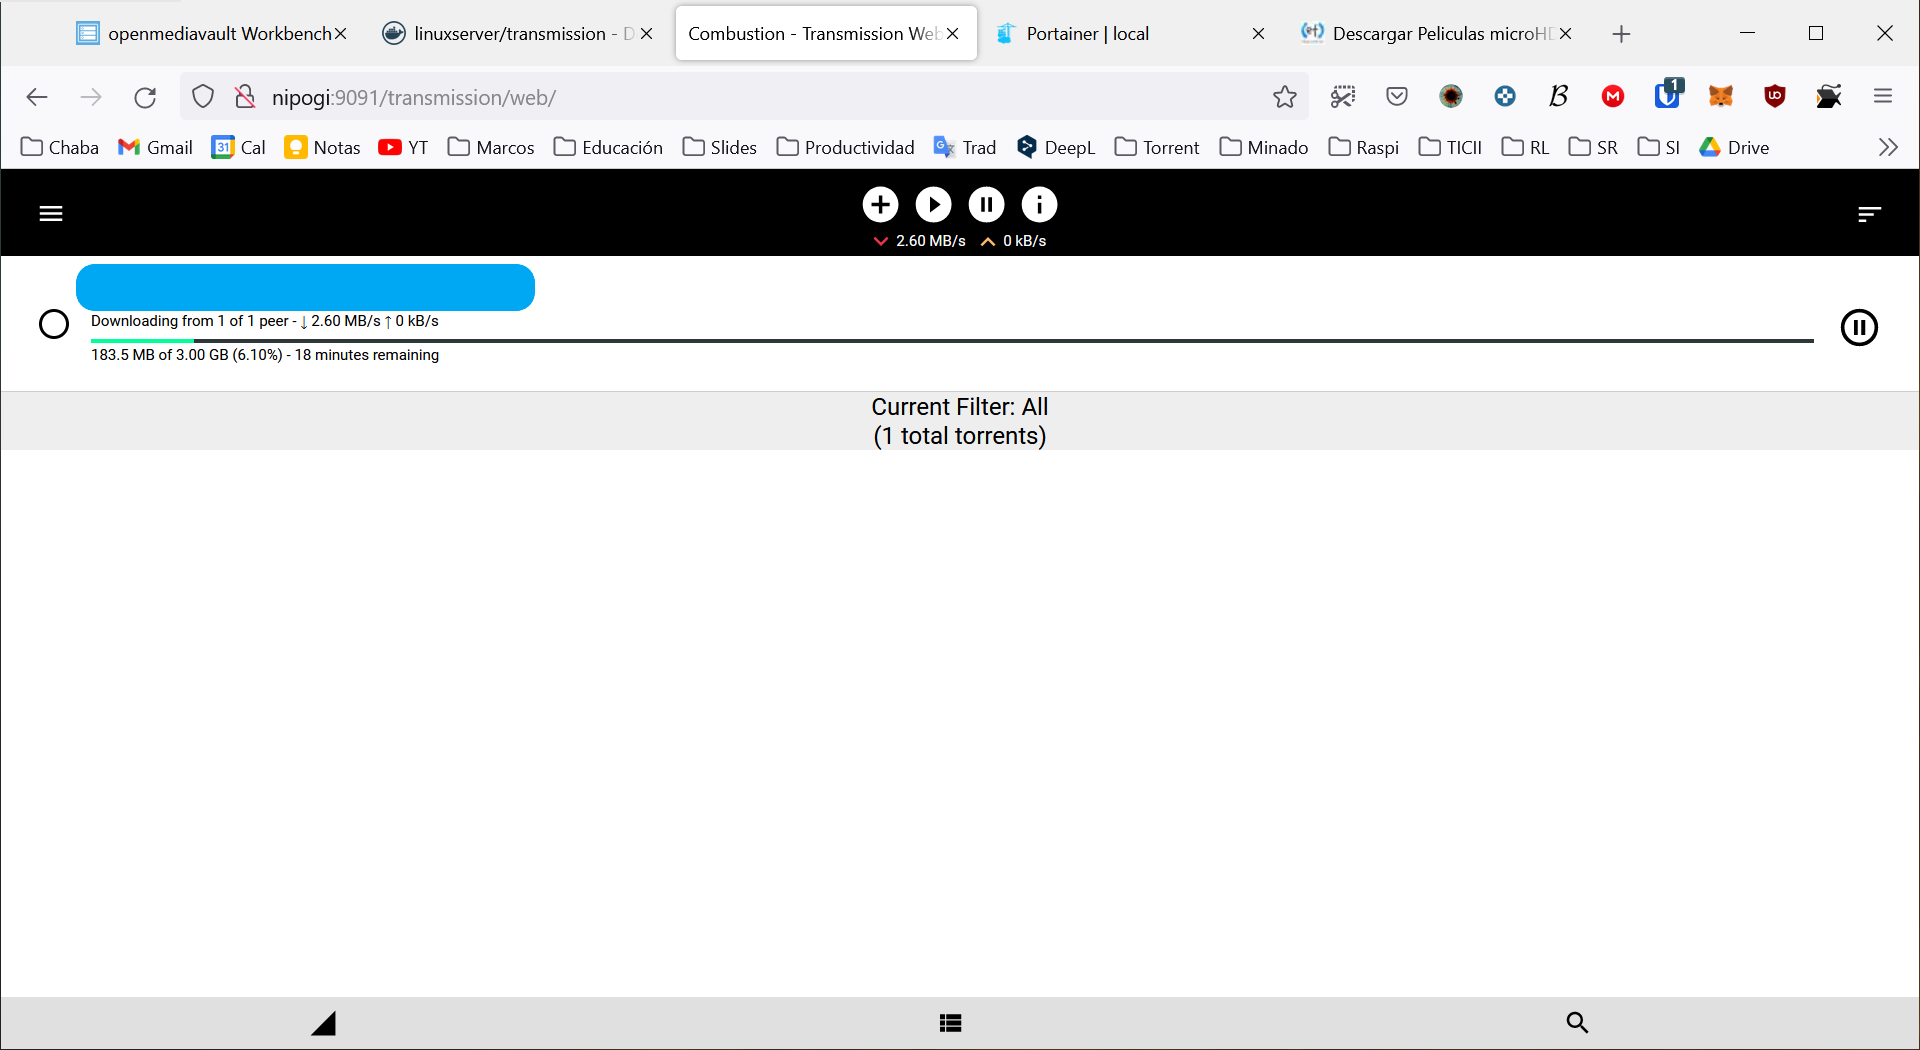 openmediavault Workbench
linuxserver/transmission - D
Combustion - Transmission Web
Portainer | local
Descargar Peliculas microHD
nipogi:9091/transmission/web/
1
Chaba
Gmail
31 Cal
Notas
YT
Marcos
Educación
Slides
Productividad
Trad
DeepL
Torrent
Minado
Raspi
TICII
RL
SR
SI
Drive
2.60 MB/s 0 kB/s
Downloading from 1 of 1 peer - ↓ 2.60 MB/s ↑ 0 kB/s
183.5 MB of 3.00 GB (6.10%) - 18 minutes remaining
Current Filter: All
(1 total torrents)